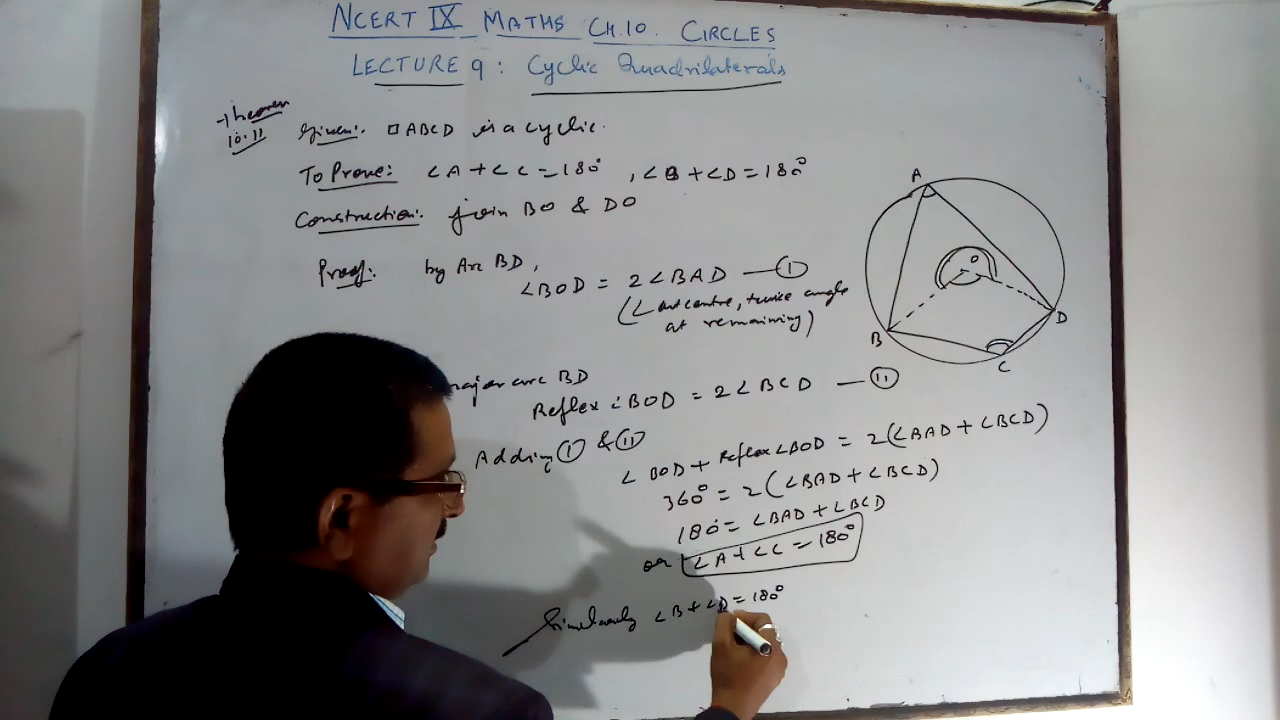 NCERT IX MATHS CH.10. CIRCLES
LECTURE 9: Cyclic Quadrilaterals
Theorem
10.11
Given:. □ABCD is a cyclic.
To Prove: ∠A+∠C=180°, ∠B+∠D=180°
Construction: join BO & DO
Proof: by Arc BD,
∠BOD = 2∠BAD —(I)
(∠ at centre, twice angle
at remaining)
major arc BD
Reflex ∠BOD = 2∠BCD —(II)
Adding (I) & (II)
∠BOD + Reflex∠BOD = 2(∠BAD+∠BCD)
360° = 2(∠BAD+∠BCD)
180° = ∠BAD+∠BCD
or ∠A+∠C=180°
Similarly ∠B+∠D=180°
A
O
B
D
C